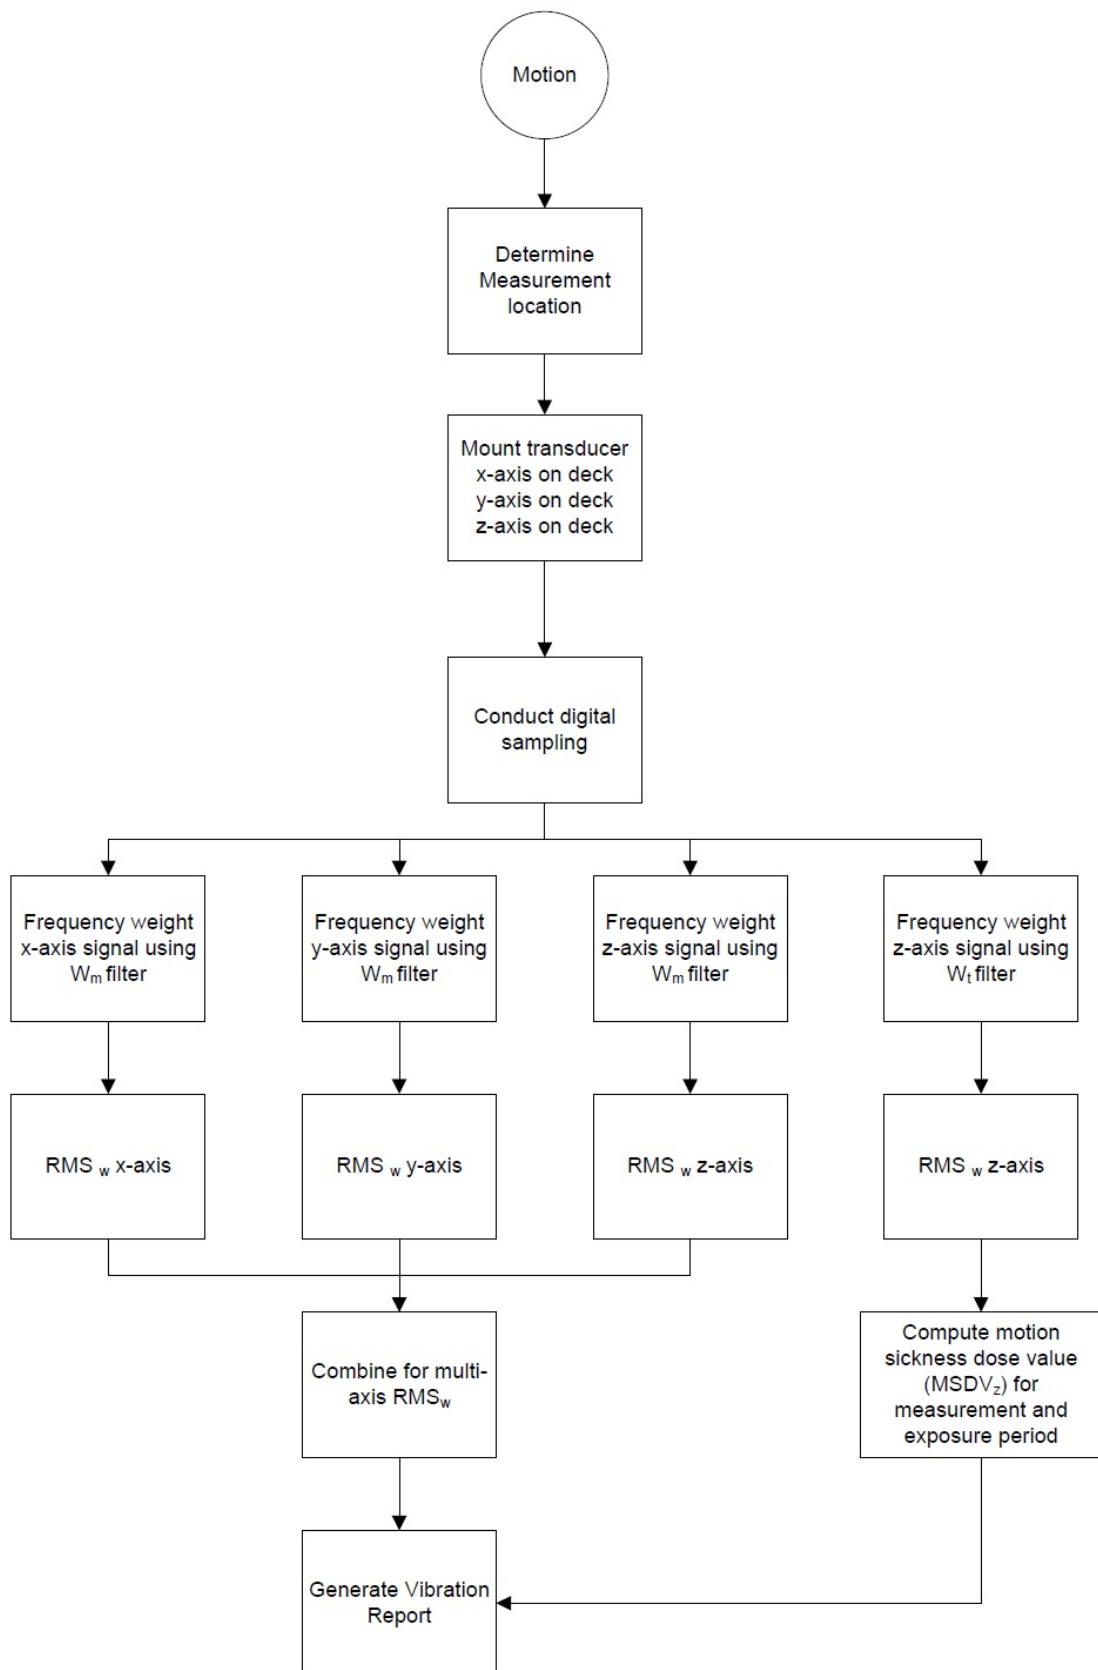 Motion
Determine
Measurement
location
Mount transducer
x-axis on deck
y-axis on deck
z-axis on deck
Conduct digital
sampling
Frequency weight
x-axis signal using
Wm filter
Frequency weight
y-axis signal using
Wm filter
Frequency weight
z-axis signal using
Wm filter
Frequency weight
z-axis signal using
Wt filter
RMS w x-axis
RMS w y-axis
RMS w z-axis
RMS w z-axis
Combine for multi-
axis RMSw
Compute motion
sickness dose value
(MSDVz) for
measurement and
exposure period
Generate Vibration
Report